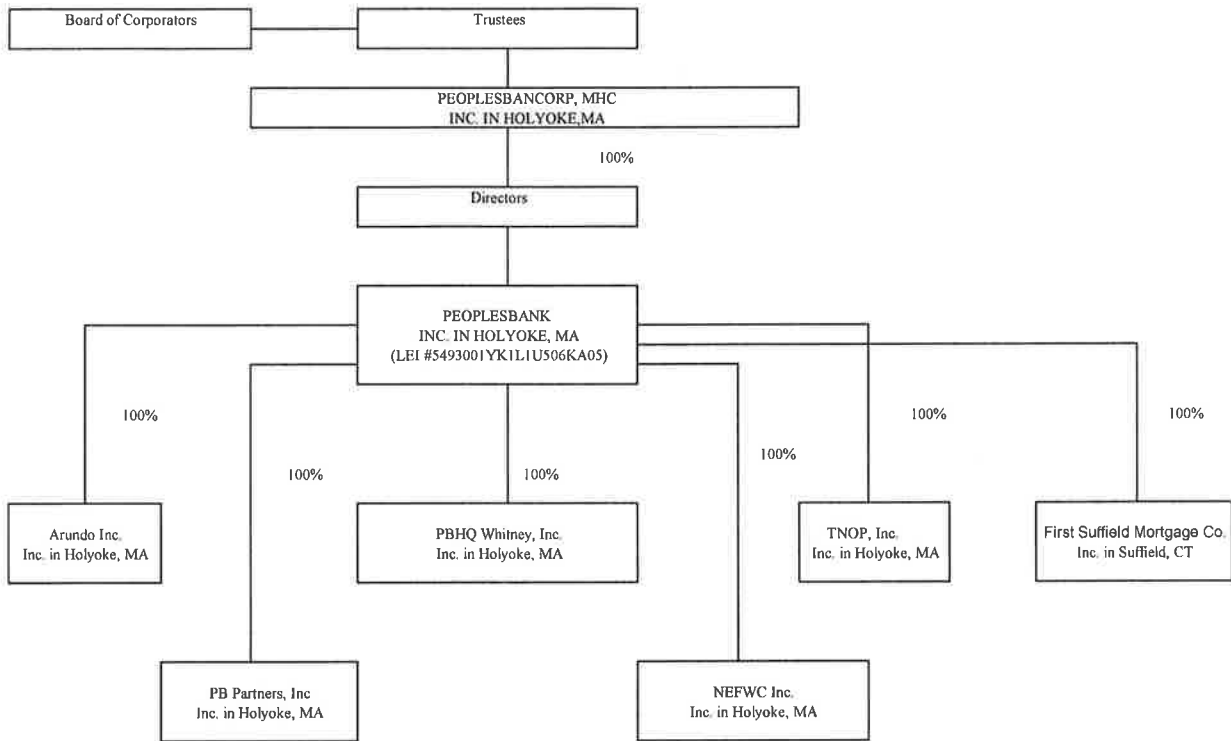 Board of Corporators
Trustees
PEOPLESBANCORP, MHC
INC. IN HOLYOKE,MA
100%
Directors
PEOPLESBANK
INC. IN HOLYOKE, MA
(LEI #5493001YK1L1U506KA05)
100%
100%
100%
100%
100%
100%
Arundo Inc.
Inc. in Holyoke, MA
PBHQ Whitney, Inc.
Inc. in Holyoke, MA
TNOP, Inc.
Inc. in Holyoke, MA
First Suffield Mortgage Co.
Inc. in Suffield, CT
PB Partners, Inc
Inc. in Holyoke, MA
NEFWC Inc.
Inc. in Holyoke, MA